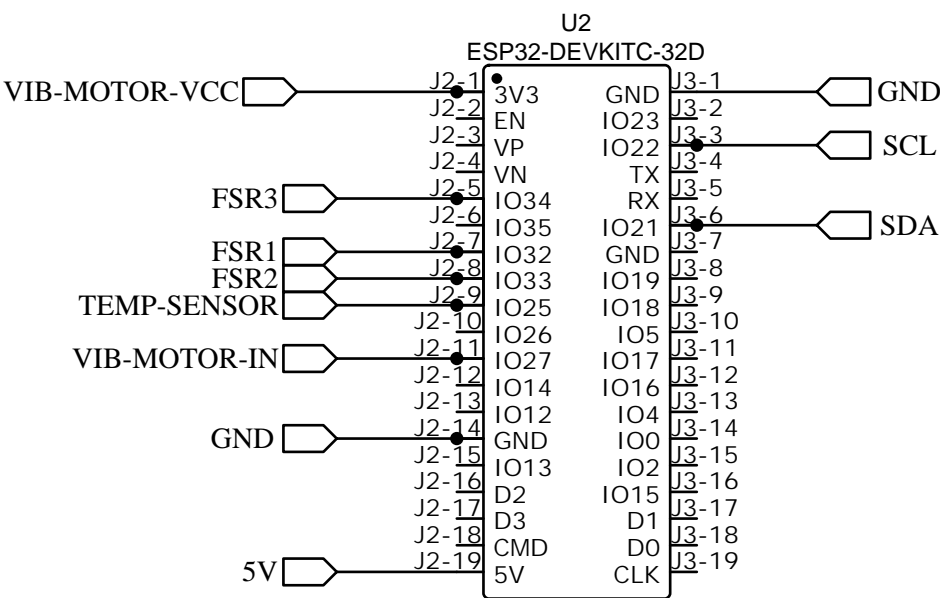 U2
ESP32-DEVKITC-32D
VIB-MOTOR-VCC J2-1 3V3 GND J3-1 GND
J2-2 EN IO23 J3-2
J2-3 VP IO22 J3-3 SCL
J2-4 VN TX J3-4
FSR3 J2-5 IO34 RX J3-5
J2-6 IO35 IO21 J3-6 SDA
FSR1 J2-7 IO32 GND J3-7
FSR2 J2-8 IO33 IO19 J3-8
TEMP-SENSOR J2-9 IO25 IO18 J3-9
J2-10 IO26 IO5 J3-10
VIB-MOTOR-IN J2-11 IO27 IO17 J3-11
J2-12 IO14 IO16 J3-12
J2-13 IO12 IO4 J3-13
GND J2-14 GND IO0 J3-14
J2-15 IO13 IO2 J3-15
J2-16 D2 IO15 J3-16
J2-17 D3 D1 J3-17
J2-18 CMD D0 J3-18
5V J2-19 5V CLK J3-19